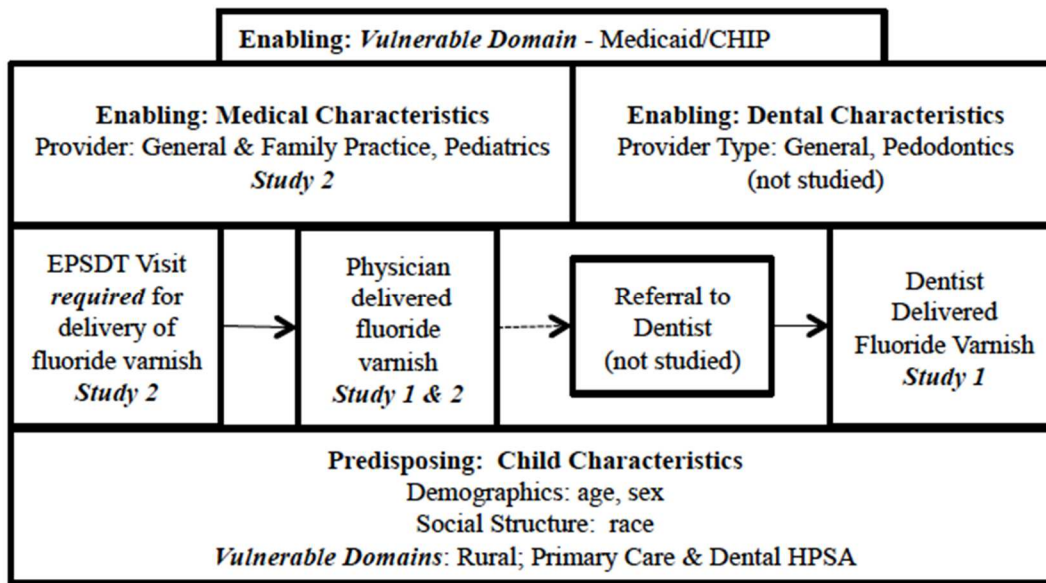 Enabling: Vulnerable Domain - Medicaid/CHIP
Enabling: Medical Characteristics
Provider: General & Family Practice, Pediatrics
Study 2
Enabling: Dental Characteristics
Provider Type: General, Pedodontics
(not studied)
EPSDT Visit
required for
delivery of
fluoride varnish
Study 2
Physician
delivered
fluoride
varnish
Study 1 & 2
Referral to
Dentist
(not studied)
Dentist
Delivered
Fluoride Varnish
Study 1
Predisposing: Child Characteristics
Demographics: age, sex
Social Structure: race
Vulnerable Domains: Rural; Primary Care & Dental HPSA